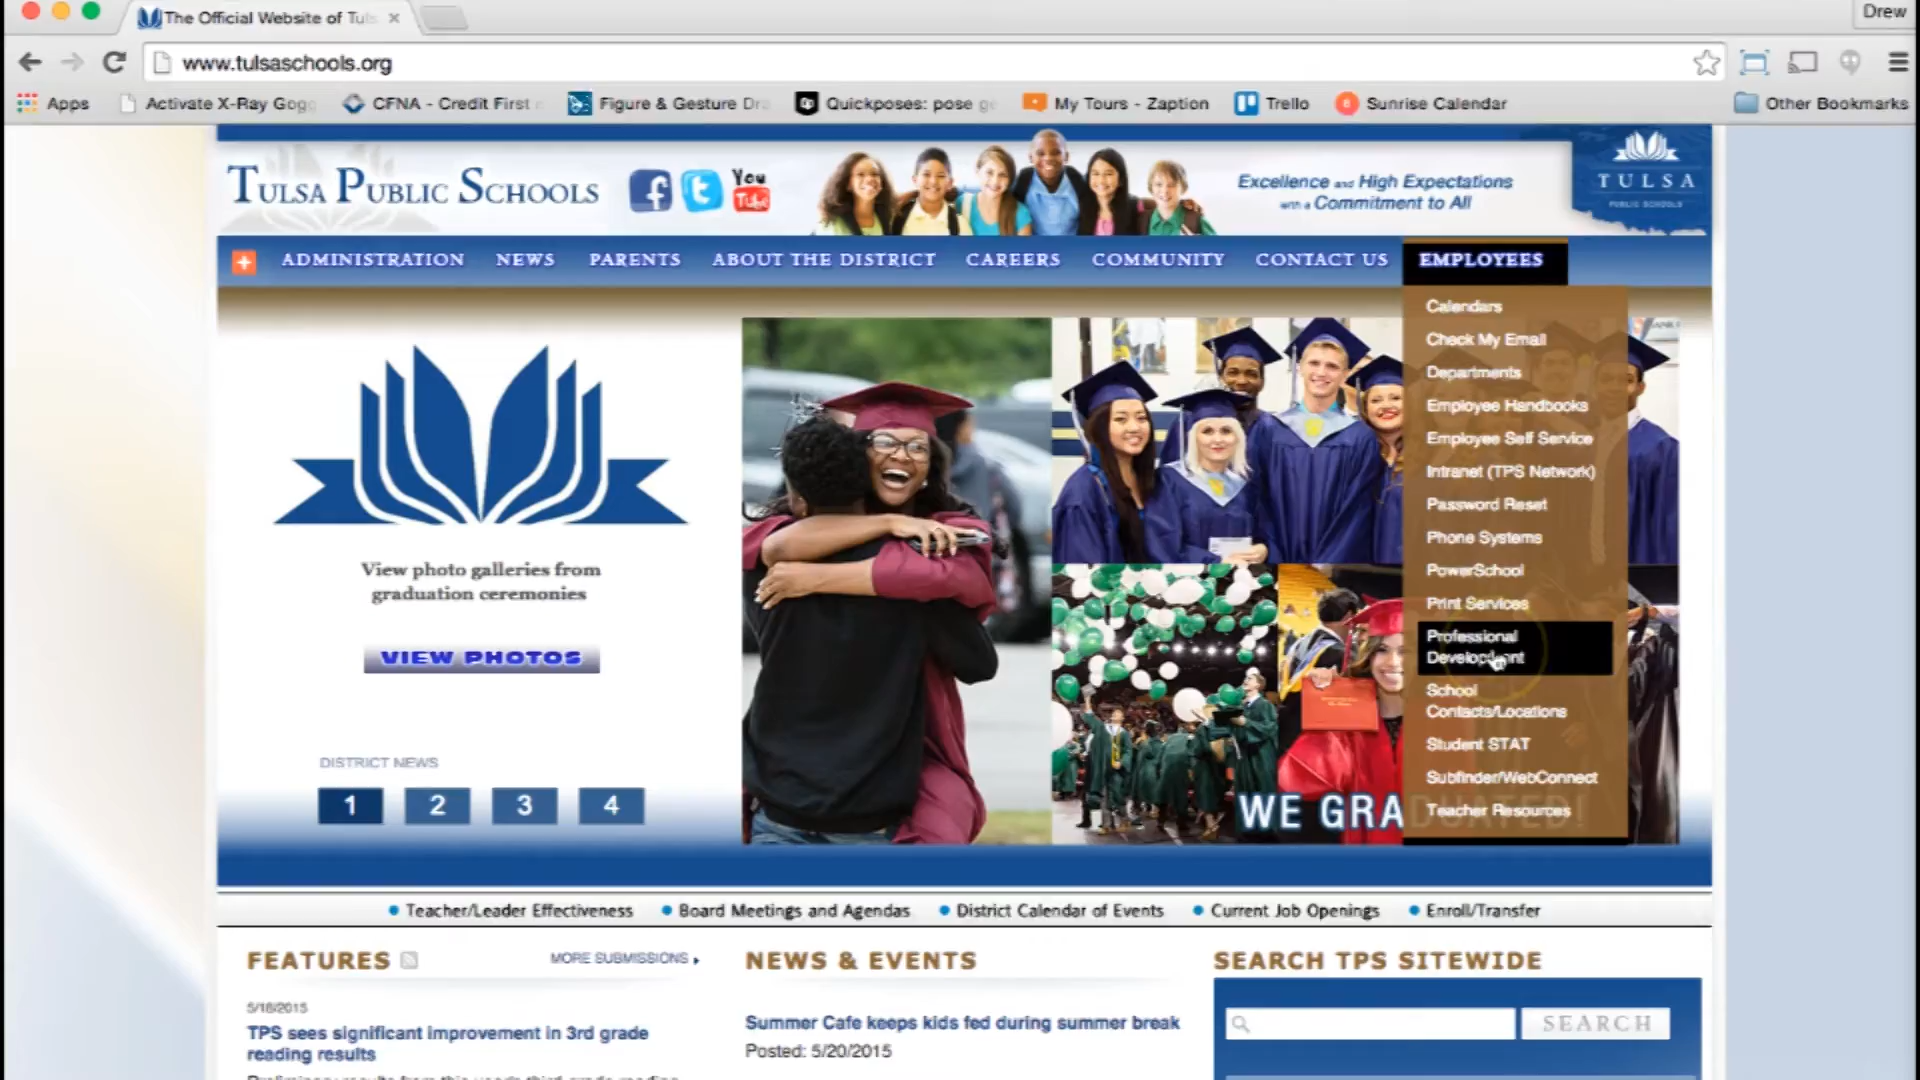 The Official Website of Tuls
Drew
www.tulsaschools.org
Apps
Activate X-Ray Gogg
CFNA - Credit First
Figure & Gesture Dra
Quickposes: pose ge
My Tours - Zaption
Trello
Sunrise Calendar
Other Bookmarks
TULSA PUBLIC SCHOOLS
You
Tube
Excellence and High Expectations
with a Commitment to All
TULSA
PUBLIC SCHOOLS
ADMINISTRATION
NEWS
PARENTS
ABOUT THE DISTRICT
CAREERS
COMMUNITY
CONTACT US
EMPLOYEES
Calendars
Check My Email
Departments
Employee Handbooks
Employee Self Service
Intranet (TPS Network)
Password Reset
Phone Systems
PowerSchool
Print Services
Professional
Development
School
Contacts/Locations
Student STAT
Subfinder/WebConnect
Teacher Resources
View photo galleries from
graduation ceremonies
VIEW PHOTOS
DISTRICT NEWS
1 2 3 4
WE GRADUATED!
Teacher/Leader Effectiveness
Board Meetings and Agendas
District Calendar of Events
Current Job Openings
Enroll/Transfer
FEATURES
MORE SUBMISSIONS
5/18/2015
TPS sees significant improvement in 3rd grade
reading results
NEWS & EVENTS
Summer Cafe keeps kids fed during summer break
Posted: 5/20/2015
SEARCH TPS SITEWIDE
SEARCH